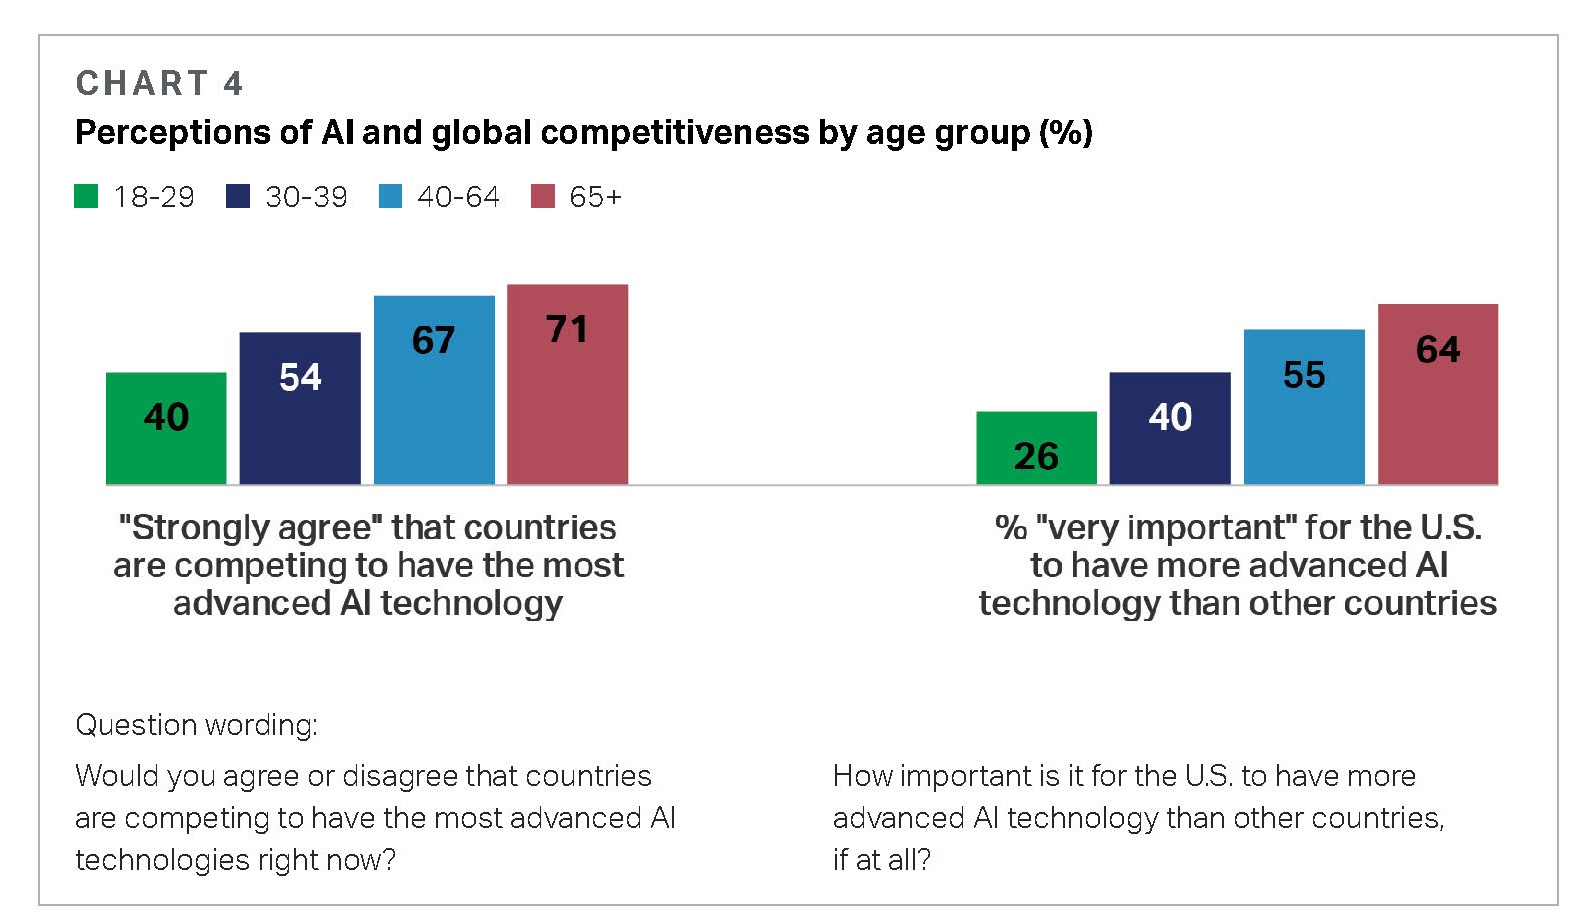 CHART 4
Perceptions of AI and global competitiveness by age group (%)
18-29 30-39 40-64 65+
40 54 67 71
26 40 55 64
"Strongly agree" that countries
are competing to have the most
advanced AI technology
% "very important" for the U.S.
to have more advanced AI
technology than other countries
Question wording:
Would you agree or disagree that countries
are competing to have the most advanced AI
technologies right now?
How important is it for the U.S. to have more
advanced AI technology than other countries,
if at all?